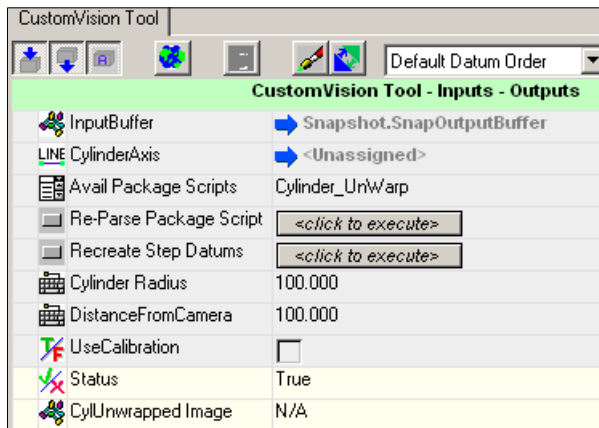 CustomVision Tool
A Default Datum Order
CustomVision Tool - Inputs - Outputs
InputBuffer Snapshot.SnapOutputBuffer
LINE CylinderAxis <Unassigned>
Avail Package Scripts Cylinder_UnWarp
Re-Parse Package Script <click to execute>
Recreate Step Datums <click to execute>
Cylinder Radius 100.000
DistanceFromCamera 100.000
T/F UseCalibration
Status True
CylUnwrapped Image N/A